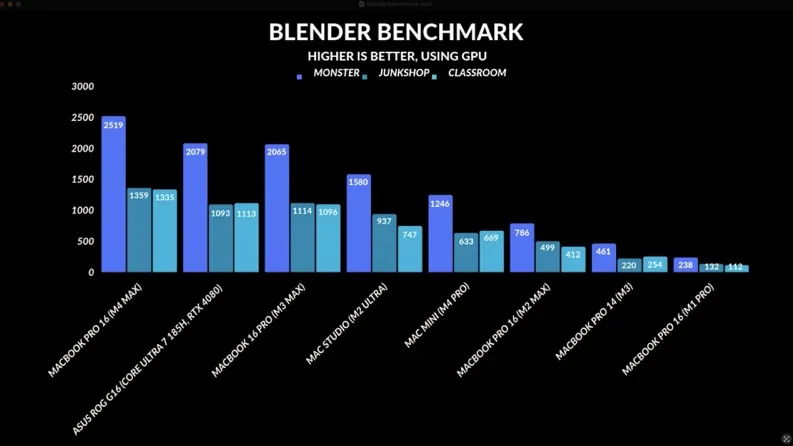 BLENDER BENCHMARK
HIGHER IS BETTER, USING GPU
MONSTER JUNKSHOP CLASSROOM
3000
2500
2000
1500
1000
500
0
2519 1359 1335
2079 1093 1113
2065 1114 1096
1580 937 747
1246 633 669
786 499 412
461 220 254
238 132 112
MACBOOK PRO 16 (M4 MAX)
ASUS ROG G16 (CORE ULTRA 7 185H, RTX 4080)
MACBOOK 16 PRO (M3 MAX)
MAC STUDIO (M2 ULTRA)
MAC MINI (M4 PRO)
MACBOOK PRO 16 (M2 MAX)
MACBOOK PRO 14 (M3)
MACBOOK PRO 16 (M1 PRO)